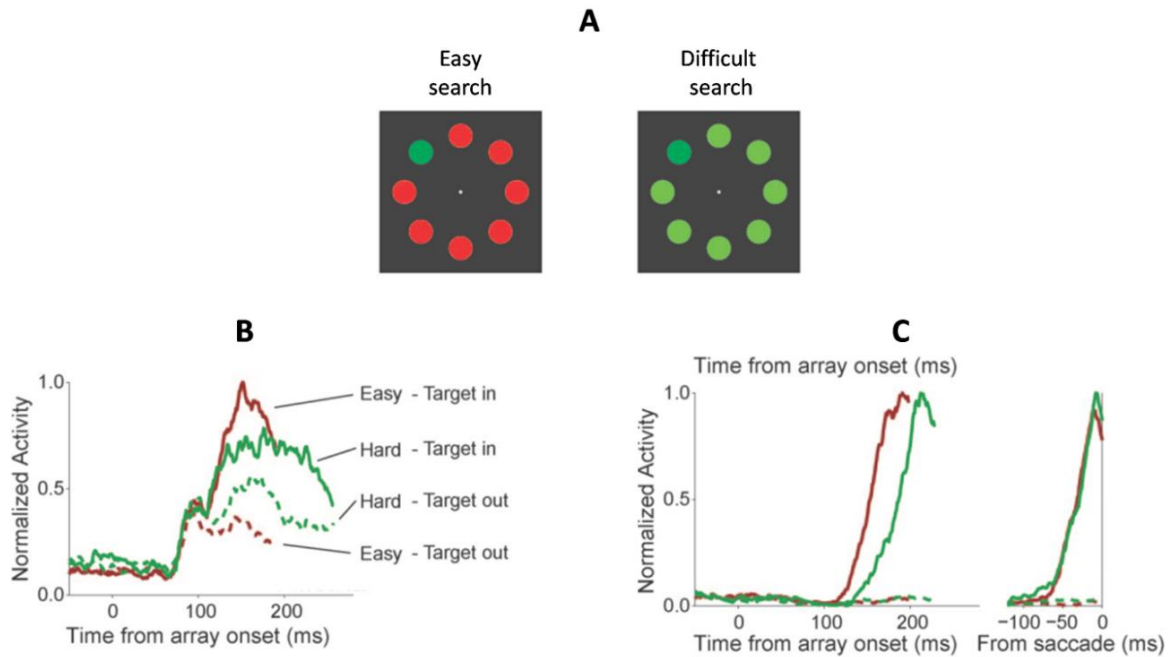 A
Easy
search
Difficult
search
B
1.0
0.5
0.0
Normalized Activity
0
100
200
Time from array onset (ms)
Easy - Target in
Hard - Target in
Hard - Target out
Easy - Target out
C
Time from array onset (ms)
1.0
0.5
0.0
Normalized Activity
0
100
200
Time from array onset (ms)
−100
−50
0
From saccade (ms)